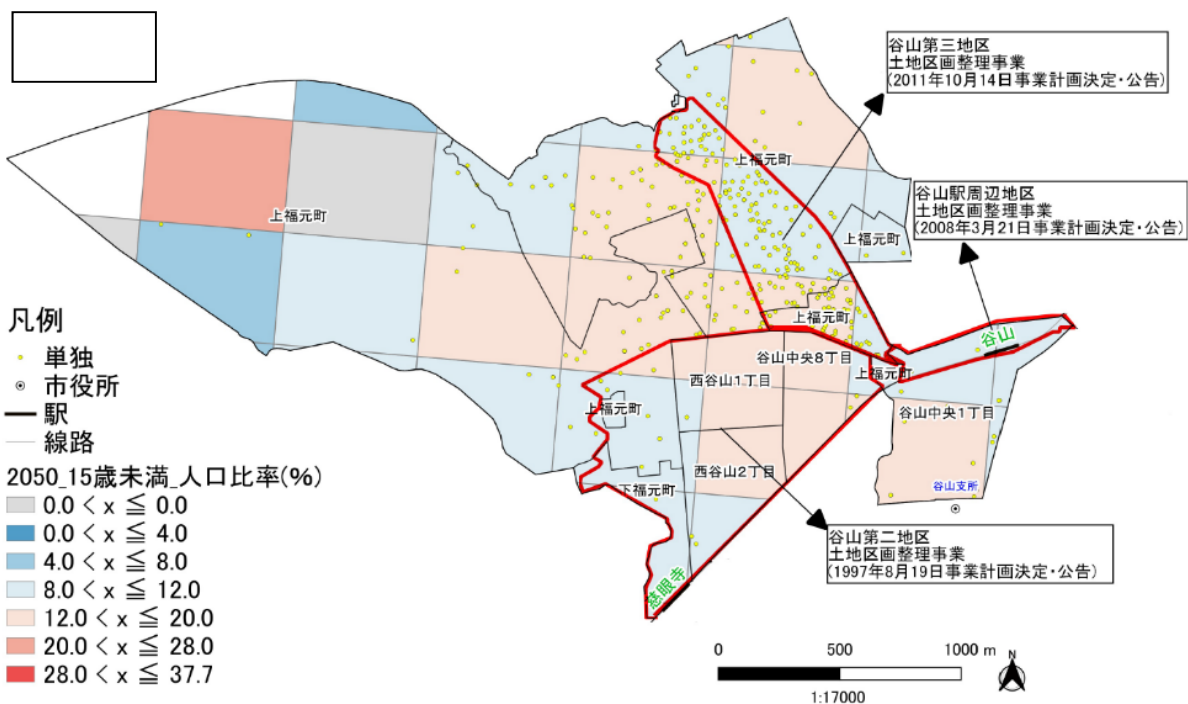 谷山第三地区
土地区画整理事業
(2011年10月14日事業計画決定・公告)
上福元町
谷山駅周辺地区
土地区画整理事業
(2008年3月21日事業計画決定・公告)
上福元町
上福元町
上福元町
谷山
谷山中央8丁目
上福元町
西谷山1丁目
上福元町
谷山中央1丁目
西谷山2丁目
下福元町
谷山支所
谷山第二地区
土地区画整理事業
(1997年8月19日事業計画決定・公告)
慈眼寺
凡例
単独
市役所
駅
線路
2050_15歳未満_人口比率(%)
0.0 < x ≦ 0.0
0.0 < x ≦ 4.0
4.0 < x ≦ 8.0
8.0 < x ≦ 12.0
12.0 < x ≦ 20.0
20.0 < x ≦ 28.0
28.0 < x ≦ 37.7
0 500 1000 m
N
1:17000